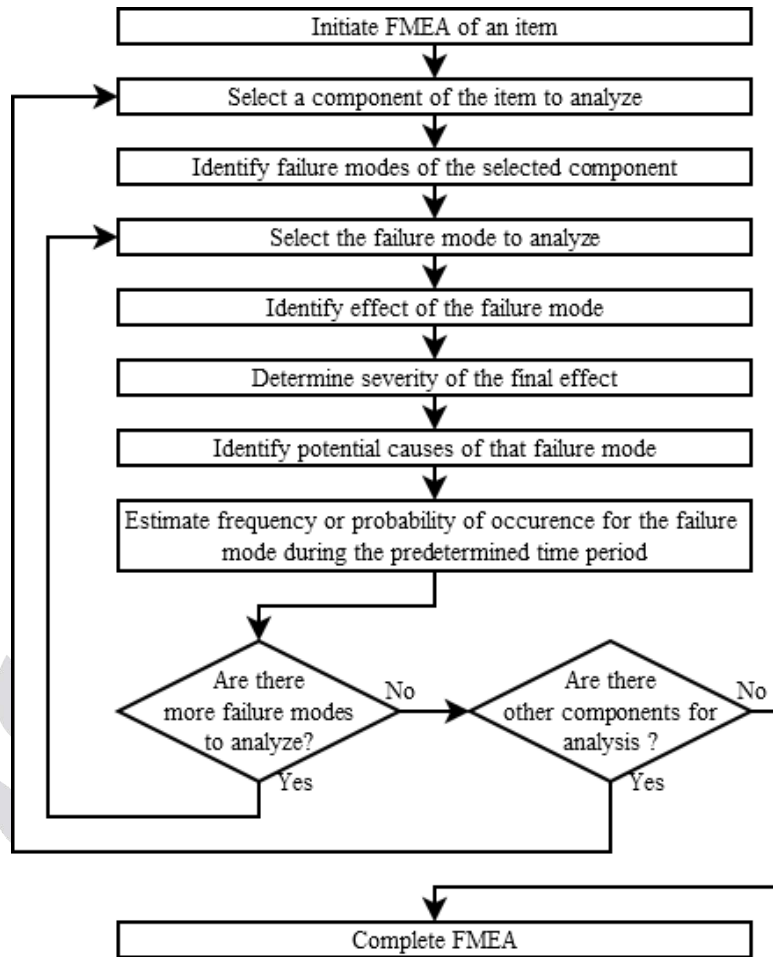 Initiate FMEA of an item
Select a component of the item to analyze
Identify failure modes of the selected component
Select the failure mode to analyze
Identify effect of the failure mode
Determine severity of the final effect
Identify potential causes of that failure mode
Estimate frequency or probability of occurence for the failure
mode during the predetermined time period
Are there
more failure modes
to analyze?
No
Yes
Are there
other components for
analysis ?
No
Yes
Complete FMEA